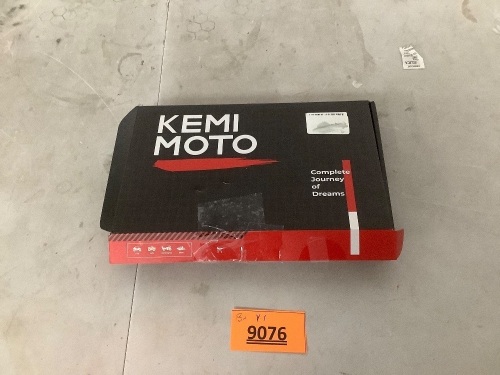 KEMI
MOTO
Complete
Journey
of
Dreams
9076